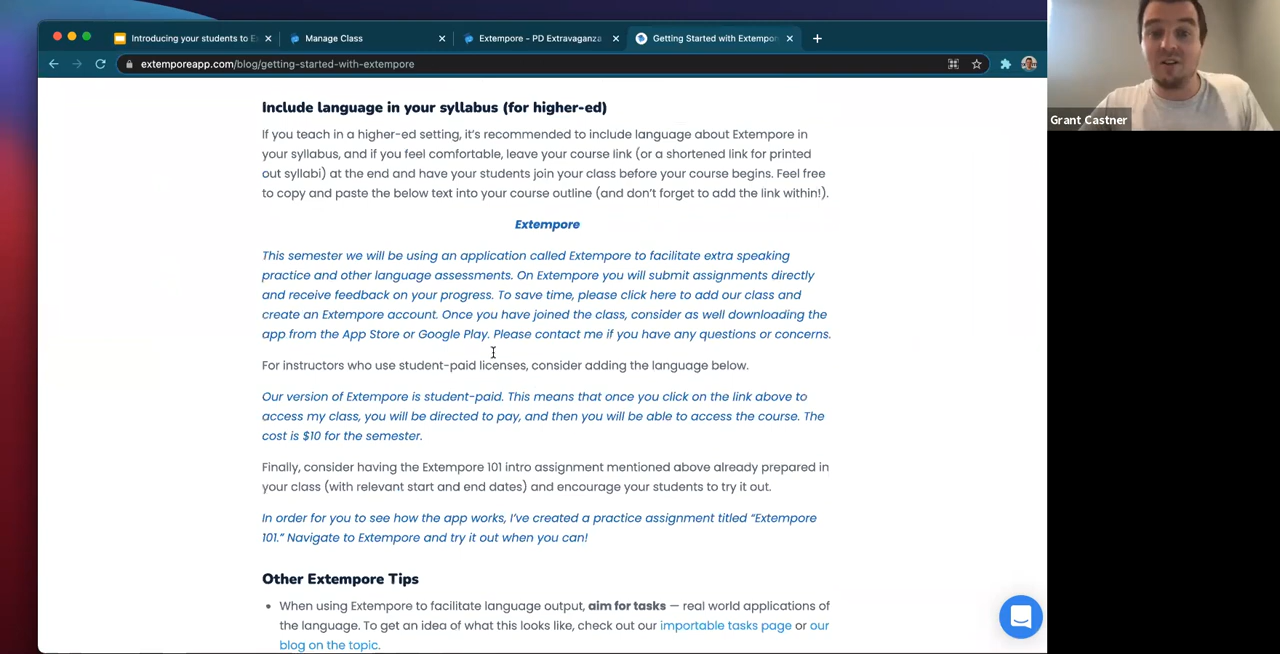 Introducing your students to E
Manage Class
Extempore - PD Extravaganza
Getting Started with Extempor
extemporeapp.com/blog/getting-started-with-extempore
Grant Castner
Include language in your syllabus (for higher-ed)
If you teach in a higher-ed setting, it's recommended to include language about Extempore in
your syllabus, and if you feel comfortable, leave your course link (or a shortened link for printed
out syllabi) at the end and have your students join your class before your course begins. Feel free
to copy and paste the below text into your course outline (and don't forget to add the link within!).
Extempore
This semester we will be using an application called Extempore to facilitate extra speaking
practice and other language assessments. On Extempore you will submit assignments directly
and receive feedback on your progress. To save time, please click here to add our class and
create an Extempore account. Once you have joined the class, consider as well downloading the
app from the App Store or Google Play. Please contact me if you have any questions or concerns.
For instructors who use student-paid licenses, consider adding the language below.
Our version of Extempore is student-paid. This means that once you click on the link above to
access my class, you will be directed to pay, and then you will be able to access the course. The
cost is $10 for the semester.
Finally, consider having the Extempore 101 intro assignment mentioned above already prepared in
your class (with relevant start and end dates) and encourage your students to try it out.
In order for you to see how the app works, I've created a practice assignment titled "Extempore
101." Navigate to Extempore and try it out when you can!
Other Extempore Tips
• When using Extempore to facilitate language output, aim for tasks — real world applications of
the language. To get an idea of what this looks like, check out our importable tasks page or our
blog on the topic.